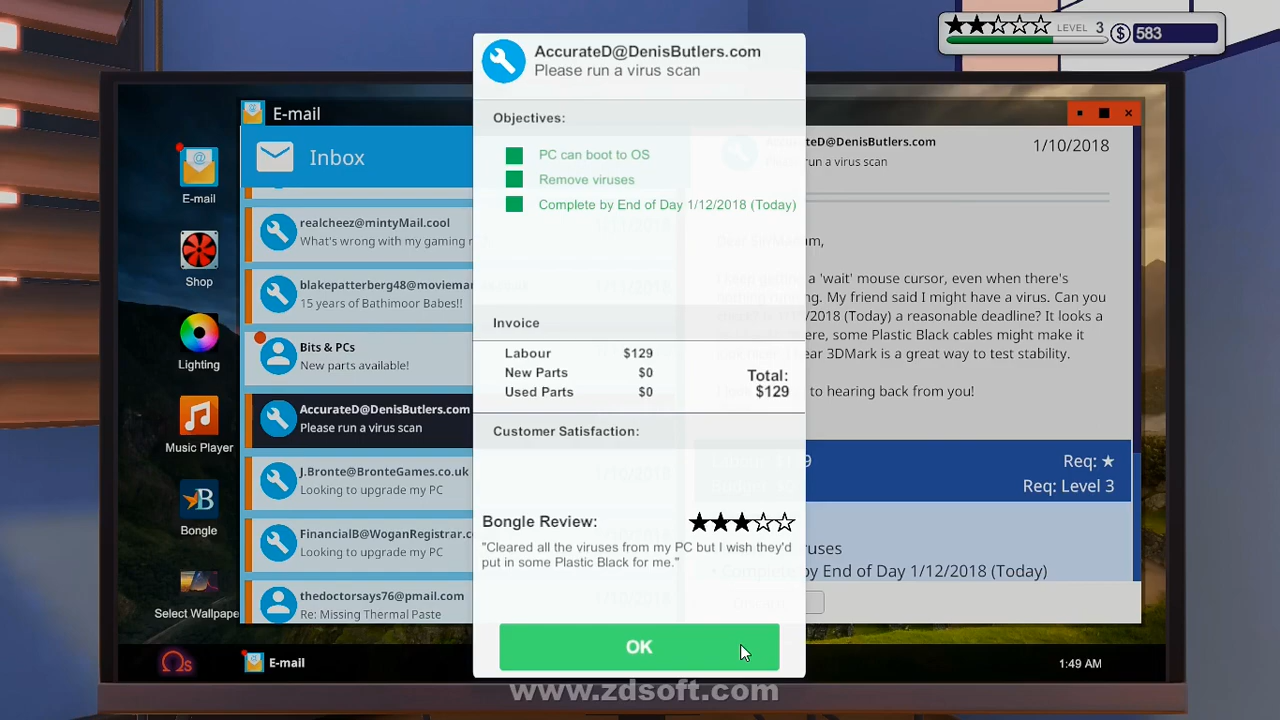 LEVEL 3 $ 583
AccurateD@DenisButlers.com
Please run a virus scan
Objectives:
PC can boot to OS
Remove viruses
Complete by End of Day 1/12/2018 (Today)
Invoice
Labour $129
New Parts $0
Used Parts $0
Total:
$129
Customer Satisfaction:
Bongle Review:
"Cleared all the viruses from my PC but I wish they'd
put in some Plastic Black for me."
OK
E-mail
Inbox
realcheez@mintyMail.cool
What's wrong with my gaming
blakepatterberg48@moviemar
15 years of Bathimoor Babes!!
Bits & PCs
New parts available!
AccurateD@DenisButlers.com
Please run a virus scan
J.Bronte@BronteGames.co.uk
Looking to upgrade my PC
FinancialB@WoganRegistrar.c
Looking to upgrade my PC
thedoctorsays76@pmail.com
Re: Missing Thermal Paste
AccurateD@DenisButlers.com
1/10/2018
Please run a virus scan
Dear Sir/Madam,
I keep getting a 'wait' mouse cursor, even when there's
running. My friend said I might have a virus. Can you
(Today) a reasonable deadline? It looks a
some Plastic Black cables might make it
3DMark is a great way to test stability.
to hearing back from you!
Req: ★
Req: Level 3
Complete by End of Day 1/12/2018 (Today)
E-mail
Shop
Lighting
Music Player
Bongle
Select Wallpape
Ωs
E-mail
1:49 AM
www.zdsoft.com